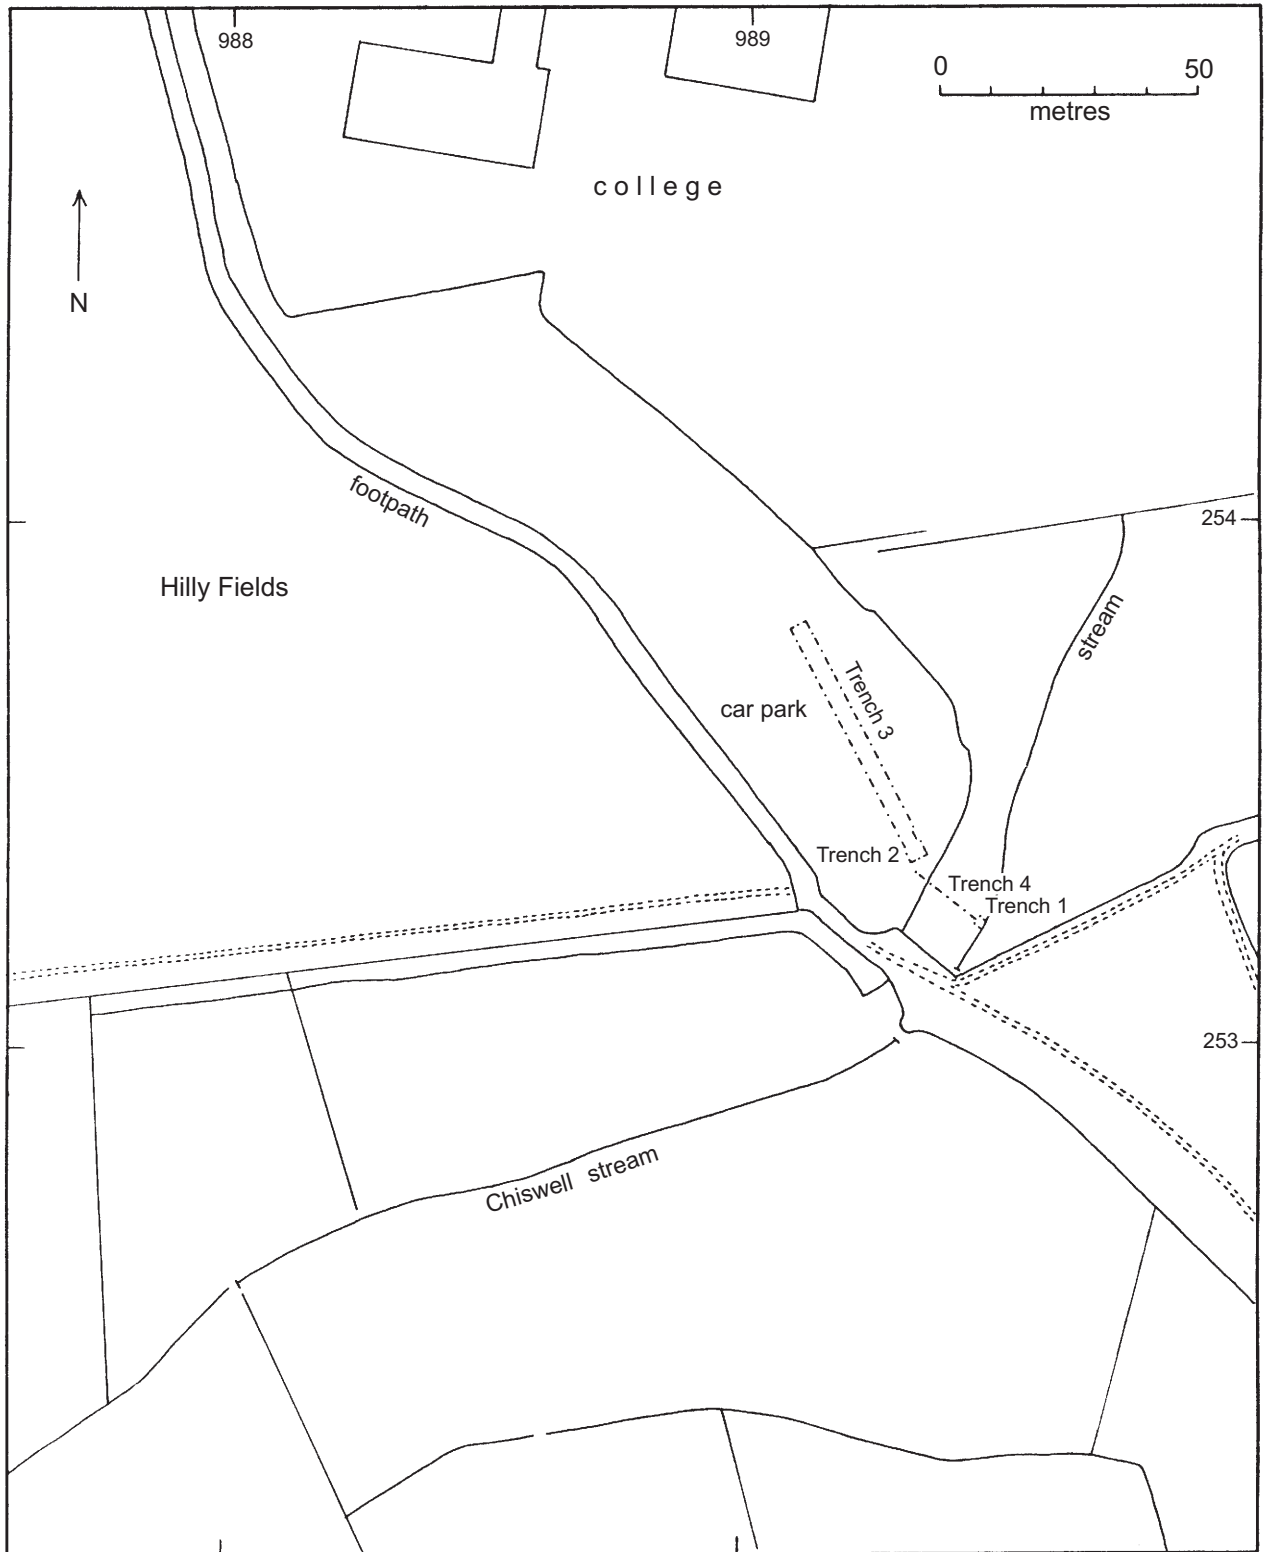 988
989
0
50
metres
college
N
footpath
254
Hilly Fields
stream
Trench 3
car park
Trench 2
Trench 4
Trench 1
253
Chiswell stream